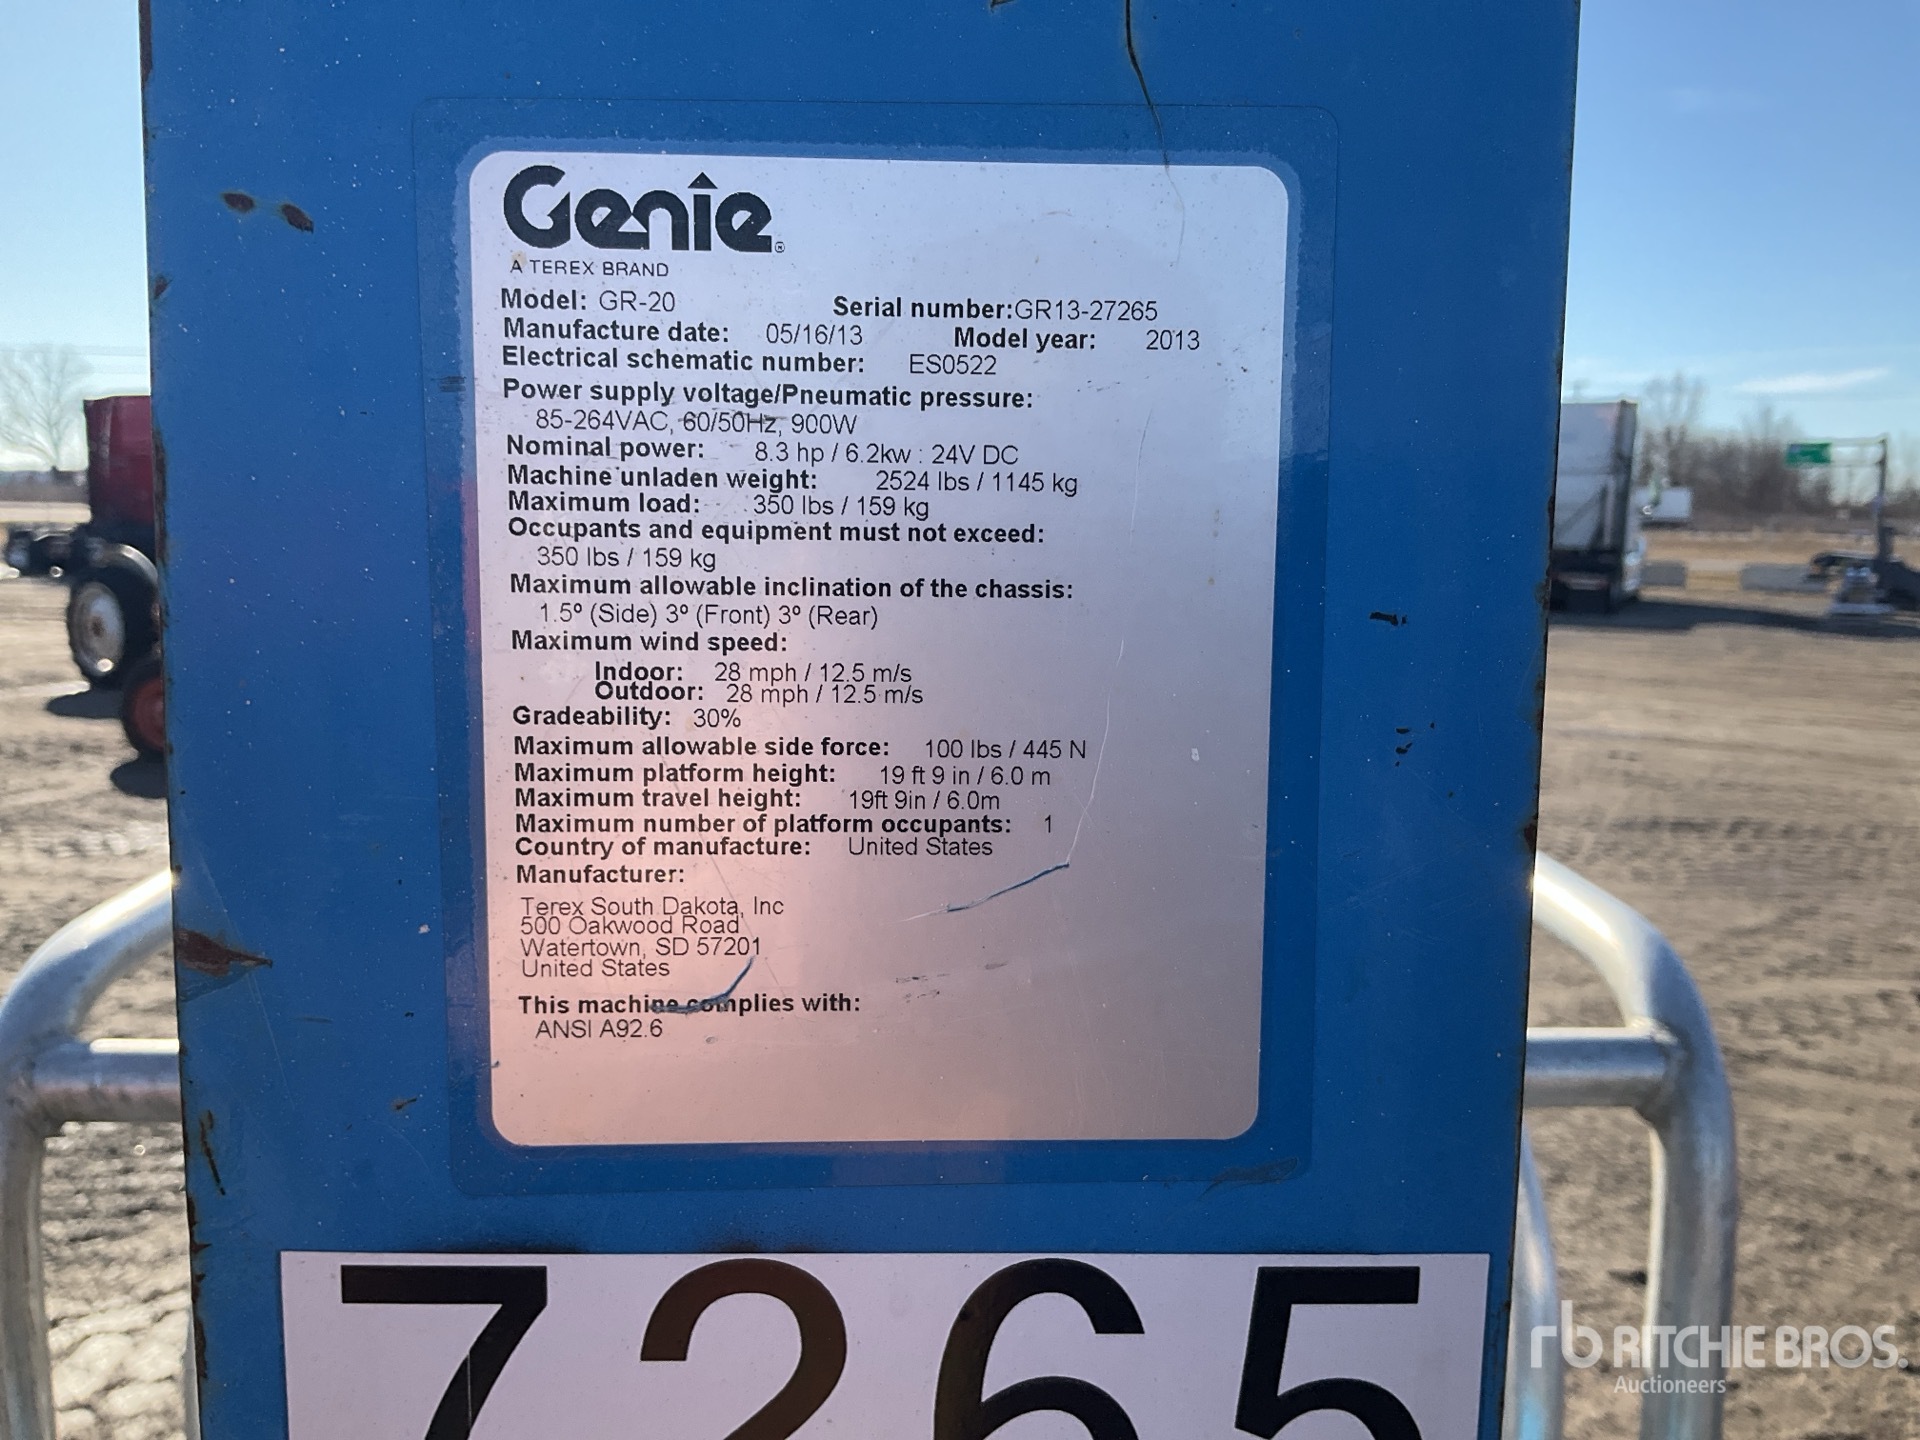 Genie®
A TEREX BRAND
Model: GR-20 Serial number:GR13-27265
Manufacture date: 05/16/13 Model year: 2013
Electrical schematic number: ES0522
Power supply voltage/Pneumatic pressure:
85-264VAC, 60/50Hz, 900W
Nominal power: 8.3 hp / 6.2kw : 24V DC
Machine unladen weight: 2524 lbs / 1145 kg
Maximum load: 350 lbs / 159 kg
Occupants and equipment must not exceed:
350 lbs / 159 kg
Maximum allowable inclination of the chassis:
1.5º (Side) 3º (Front) 3º (Rear)
Maximum wind speed:
Indoor: 28 mph / 12.5 m/s
Outdoor: 28 mph / 12.5 m/s
Gradeability: 30%
Maximum allowable side force: 100 lbs / 445 N
Maximum platform height: 19 ft 9 in / 6.0 m
Maximum travel height: 19ft 9in / 6.0m
Maximum number of platform occupants: 1
Country of manufacture: United States
Manufacturer:
Terex South Dakota, Inc
500 Oakwood Road
Watertown, SD 57201
United States
This machine complies with:
ANSI A92.6
7265
rb RITCHIE BROS.
Auctioneers